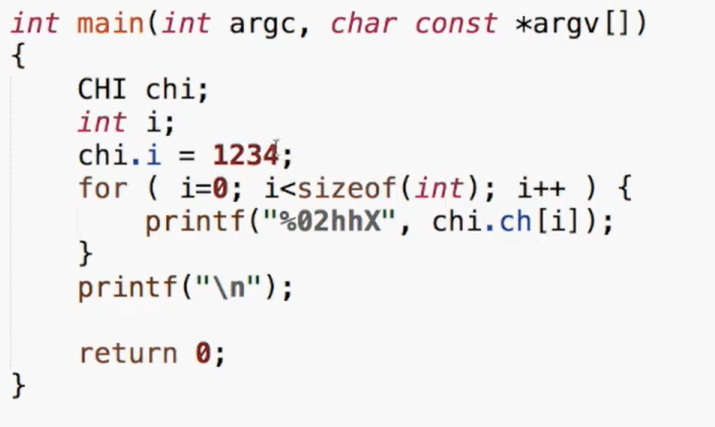 int main(int argc, char const *argv[])
{
    CHI chi;
    int i;
    chi.i = 1234;
    for ( i=0; i<sizeof(int); i++ ) {
        printf("%02hhX", chi.ch[i]);
    }
    printf("\n");

    return 0;
}